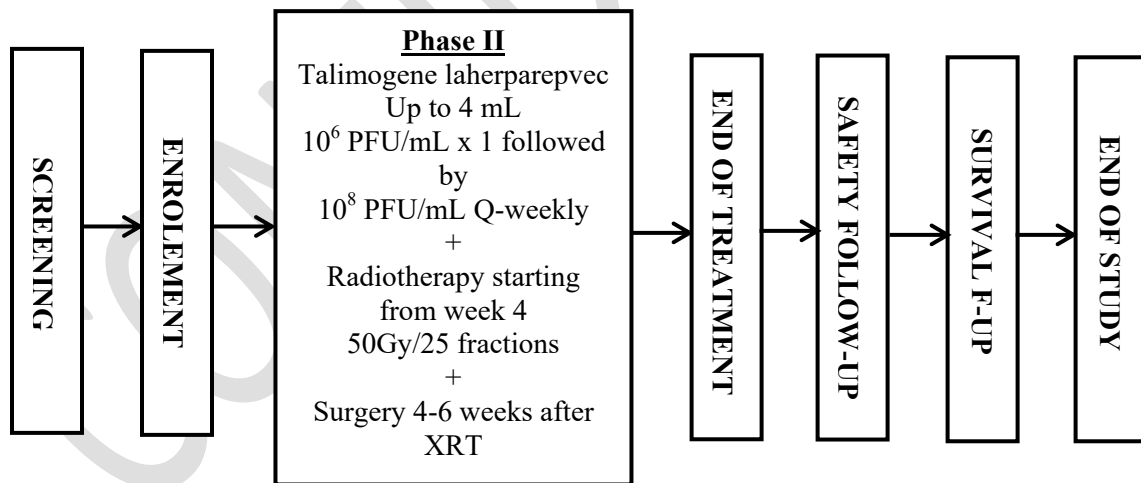 SCREENING
ENROLEMENT
Phase II
Talimogene laherparepvec
Up to 4 mL
10⁶ PFU/mL x 1 followed
by
10⁸ PFU/mL Q-weekly
+
Radiotherapy starting
from week 4
50Gy/25 fractions
+
Surgery 4-6 weeks after
XRT
END OF TREATMENT
SAFETY FOLLOW-UP
SURVIVAL F-UP
END OF STUDY